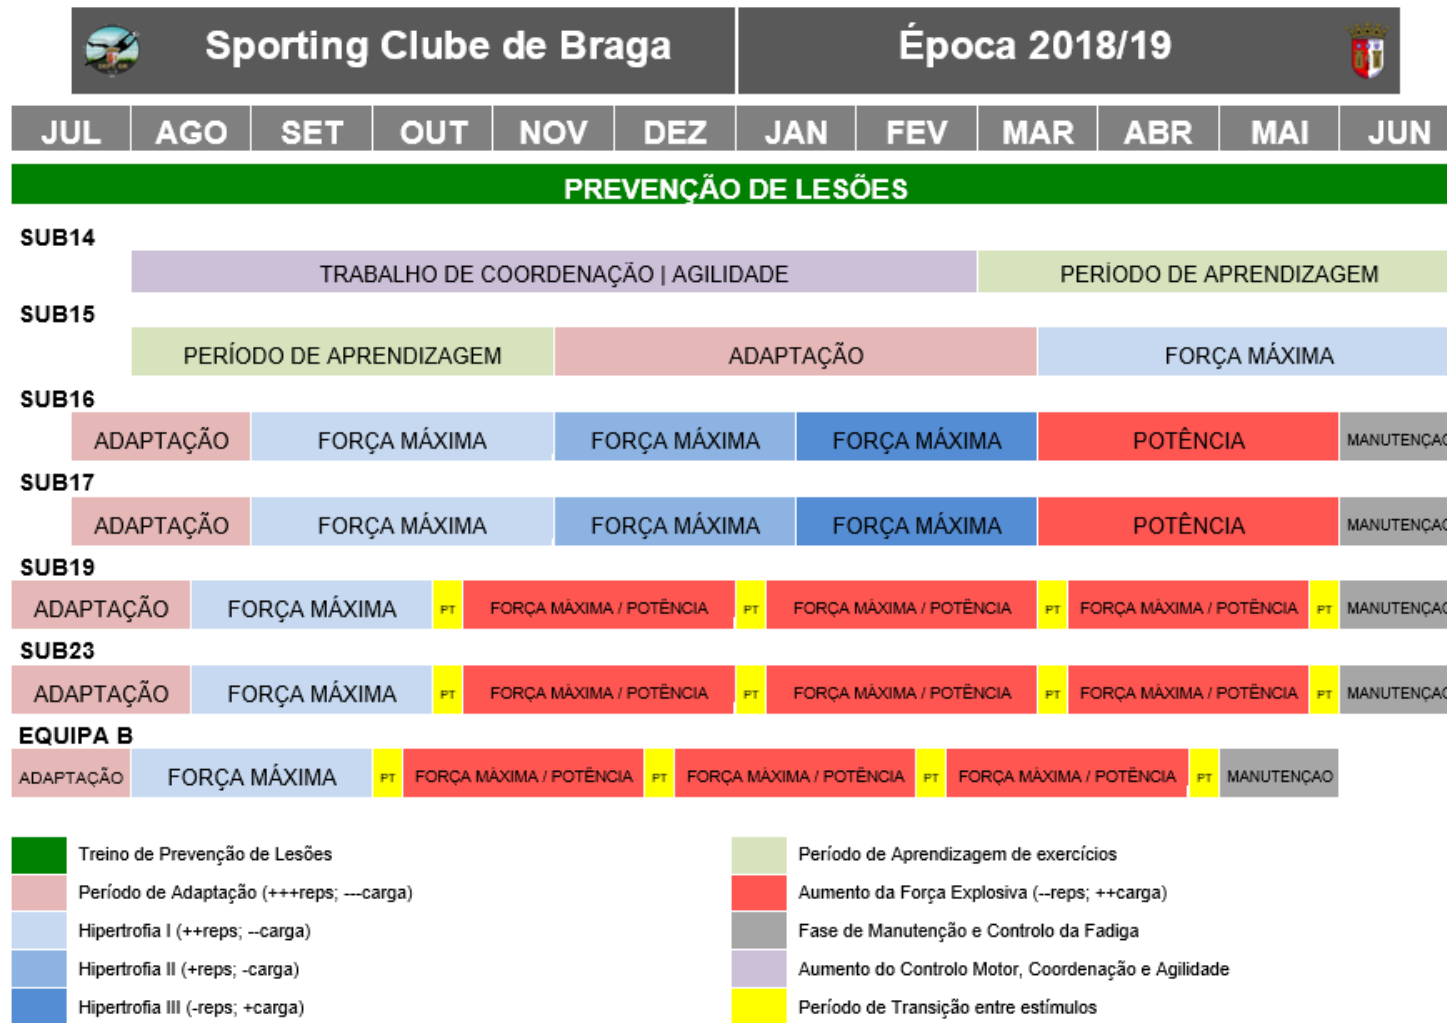 Sporting Clube de Braga Época 2018/19
JUL AGO SET OUT NOV DEZ JAN FEV MAR ABR MAI JUN
PREVENÇÃO DE LESÕES
SUB14
TRABALHO DE COORDENAÇÃO | AGILIDADE PERÍODO DE APRENDIZAGEM
SUB15
PERÍODO DE APRENDIZAGEM ADAPTAÇÃO FORÇA MÁXIMA
SUB16
ADAPTAÇÃO FORÇA MÁXIMA FORÇA MÁXIMA FORÇA MÁXIMA POTÊNCIA MANUTENÇAO
SUB17
ADAPTAÇÃO FORÇA MÁXIMA FORÇA MÁXIMA FORÇA MÁXIMA POTÊNCIA MANUTENÇAO
SUB19
ADAPTAÇÃO FORÇA MÁXIMA PT FORÇA MÁXIMA / POTÊNCIA PT FORÇA MÁXIMA / POTÊNCIA PT FORÇA MÁXIMA / POTÊNCIA PT MANUTENÇAO
SUB23
ADAPTAÇÃO FORÇA MÁXIMA PT FORÇA MÁXIMA / POTÊNCIA PT FORÇA MÁXIMA / POTÊNCIA PT FORÇA MÁXIMA / POTÊNCIA PT MANUTENÇAO
EQUIPA B
ADAPTAÇÃO FORÇA MÁXIMA PT FORÇA MÁXIMA / POTÊNCIA PT FORÇA MÁXIMA / POTÊNCIA PT FORÇA MÁXIMA / POTÊNCIA PT MANUTENÇAO
Treino de Prevenção de Lesões
Período de Adaptação (+++reps; ---carga)
Hipertrofia I (++reps; --carga)
Hipertrofia II (+reps; -carga)
Hipertrofia III (-reps; +carga)
Período de Aprendizagem de exercícios
Aumento da Força Explosiva (--reps; ++carga)
Fase de Manutenção e Controlo da Fadiga
Aumento do Controlo Motor, Coordenação e Agilidade
Período de Transição entre estímulos